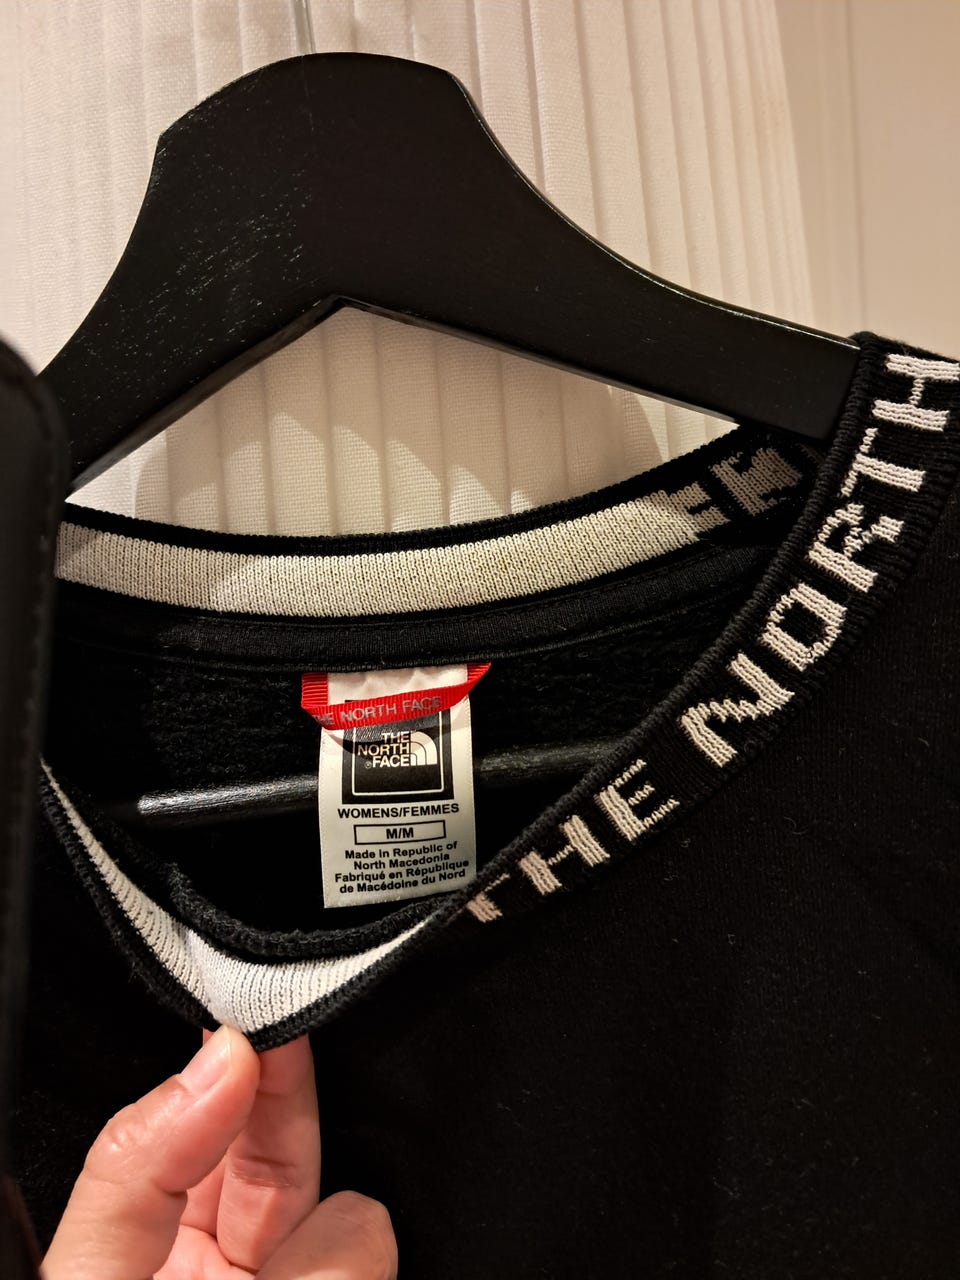 THE NORTH
HE NORTH FACE
THE
NORTH
FACE
WOMENS/FEMMES
M/M
Made in Republic of
North Macedonia
Fabriqué en République
de Macédoine du Nord